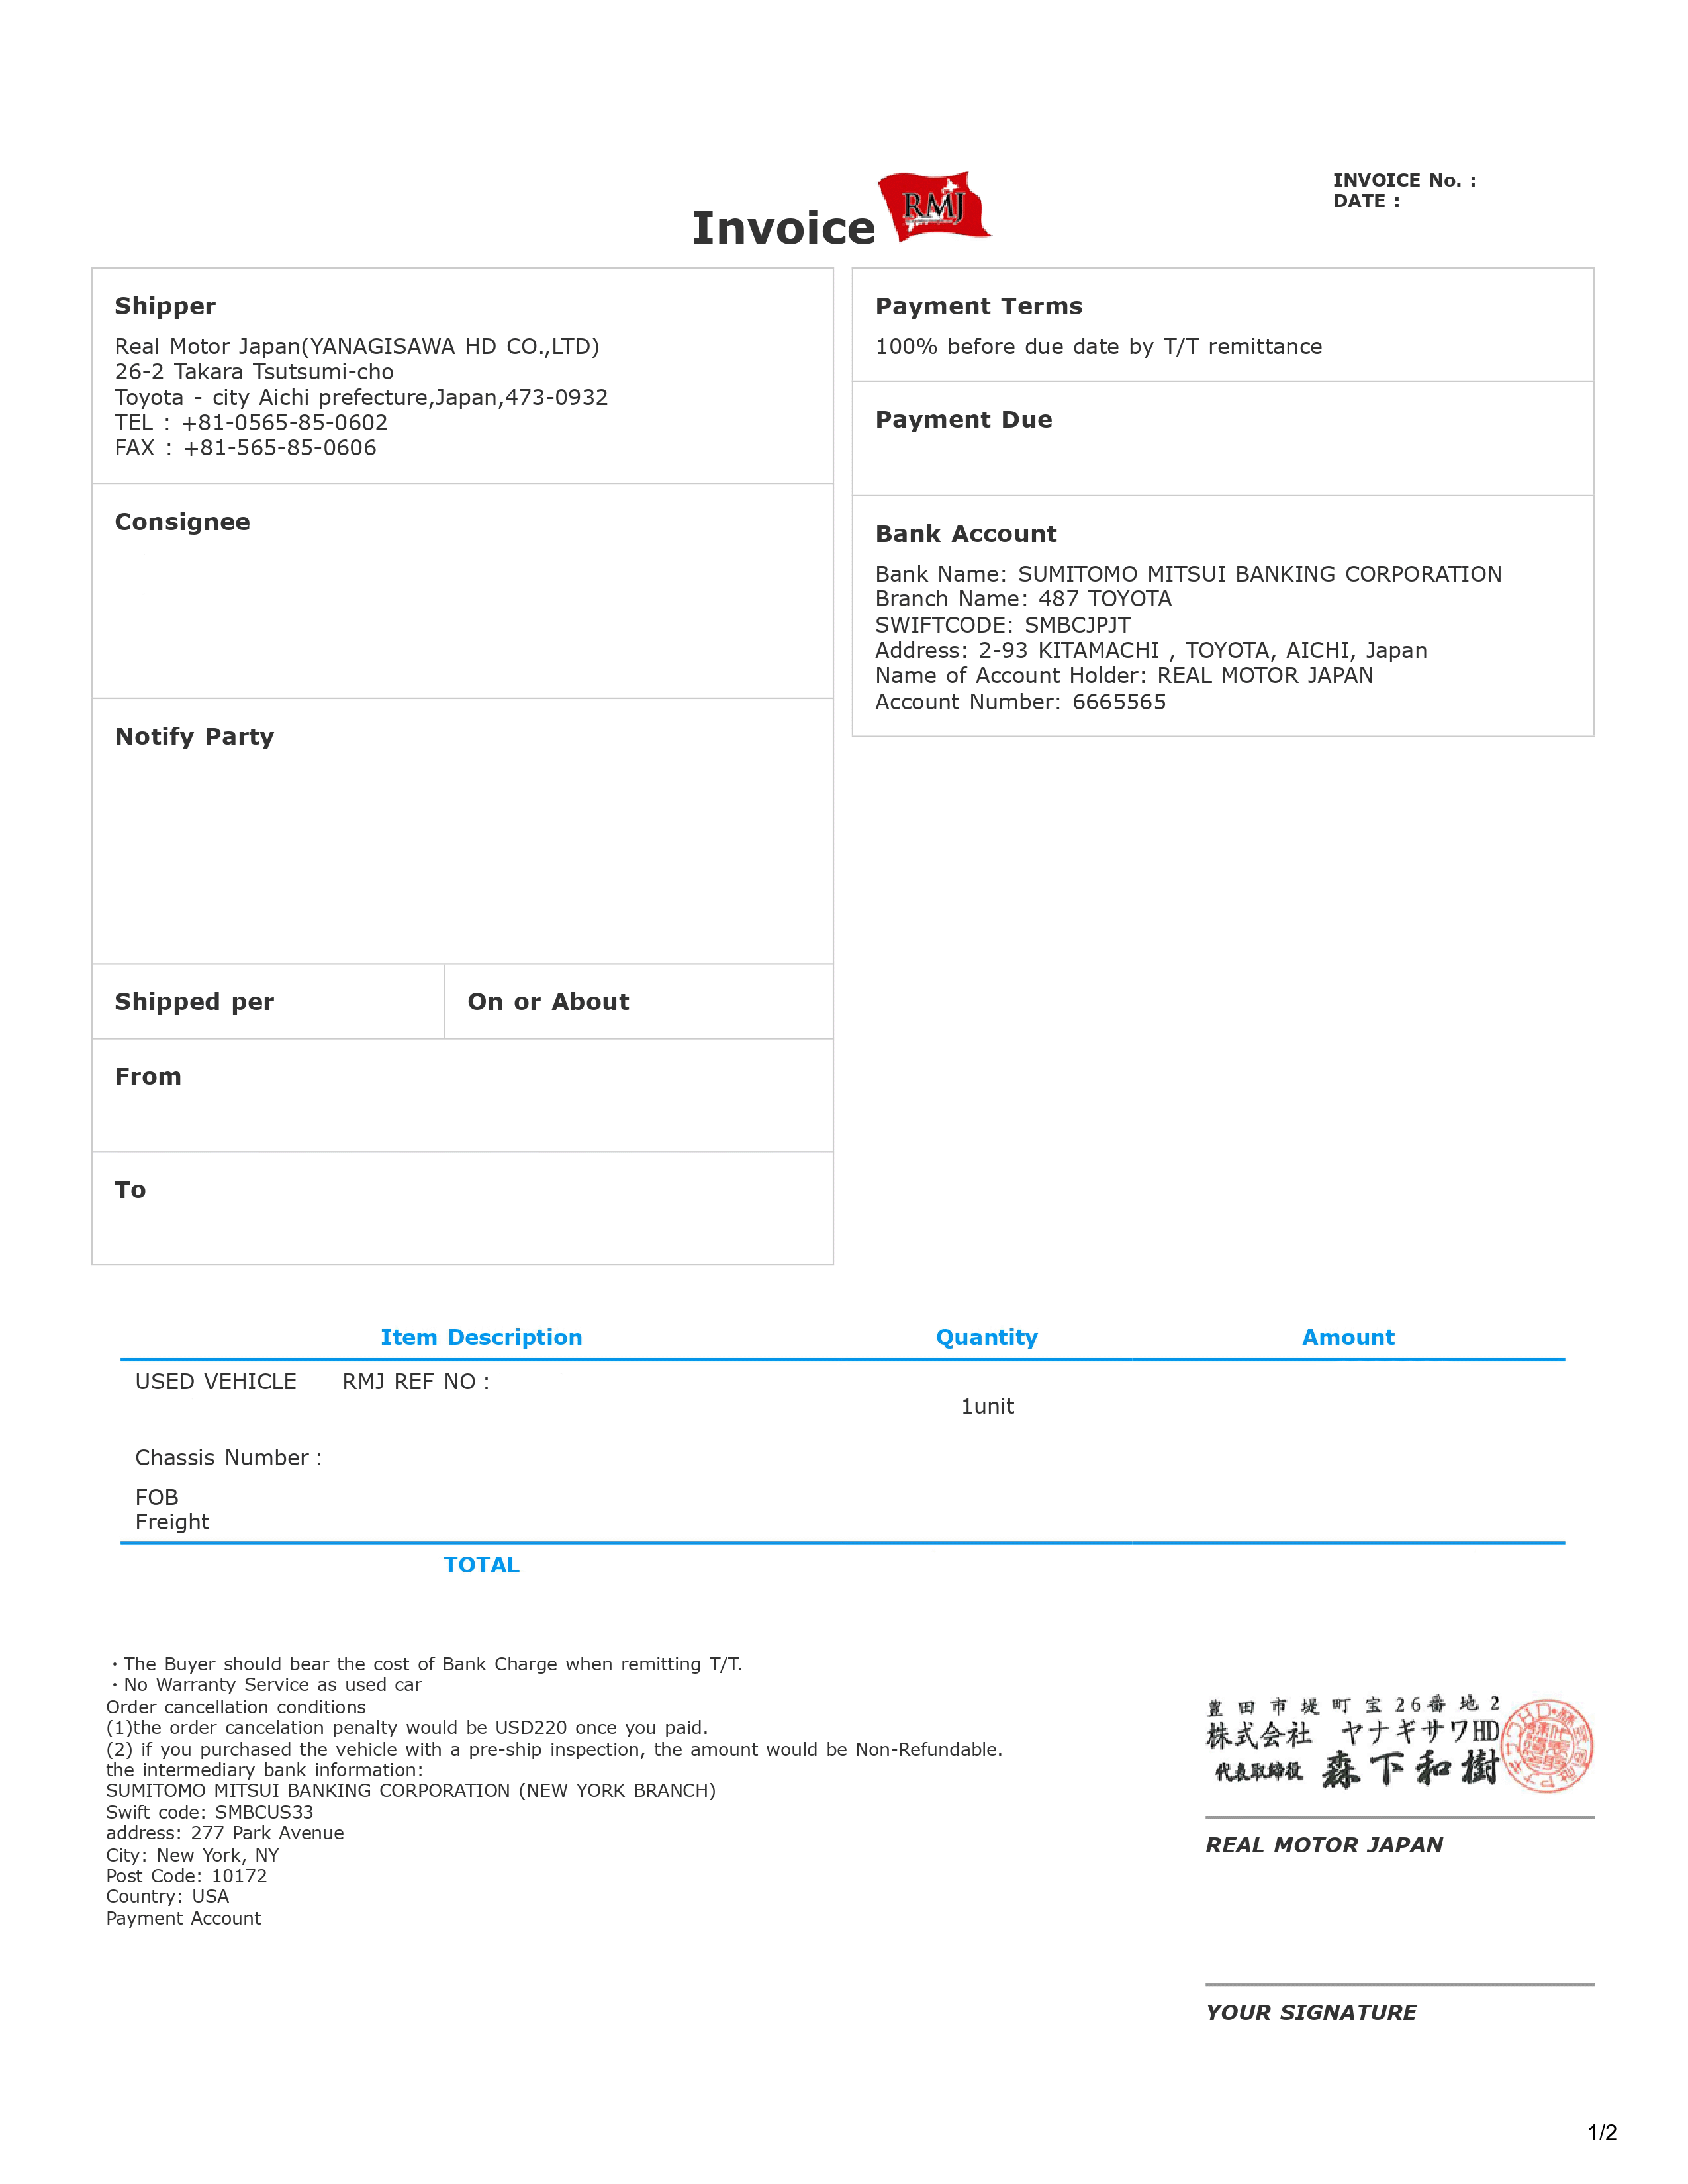 INVOICE No. :
DATE :
Invoice
RMJ
Shipper
Real Motor Japan(YANAGISAWA HD CO.,LTD)
26-2 Takara Tsutsumi-cho
Toyota - city Aichi prefecture,Japan,473-0932
TEL : +81-0565-85-0602
FAX : +81-565-85-0606
Consignee
Notify Party
Shipped per
On or About
From
To
Payment Terms
100% before due date by T/T remittance
Payment Due
Bank Account
Bank Name: SUMITOMO MITSUI BANKING CORPORATION
Branch Name: 487 TOYOTA
SWIFTCODE: SMBCJPJT
Address: 2-93 KITAMACHI , TOYOTA, AICHI, Japan
Name of Account Holder: REAL MOTOR JAPAN
Account Number: 6665565
Item Description Quantity Amount
USED VEHICLE RMJ REF NO :
1unit
Chassis Number :
FOB
Freight
TOTAL
・The Buyer should bear the cost of Bank Charge when remitting T/T.
・No Warranty Service as used car
Order cancellation conditions
(1)the order cancelation penalty would be USD220 once you paid.
(2) if you purchased the vehicle with a pre-ship inspection, the amount would be Non-Refundable.
the intermediary bank information:
SUMITOMO MITSUI BANKING CORPORATION (NEW YORK BRANCH)
Swift code: SMBCUS33
address: 277 Park Avenue
City: New York, NY
Post Code: 10172
Country: USA
Payment Account
豊田市堤町宝26番地2
株式会社 ヤナギサワHD
代表取締役 森下和樹
REAL MOTOR JAPAN
YOUR SIGNATURE
1/2